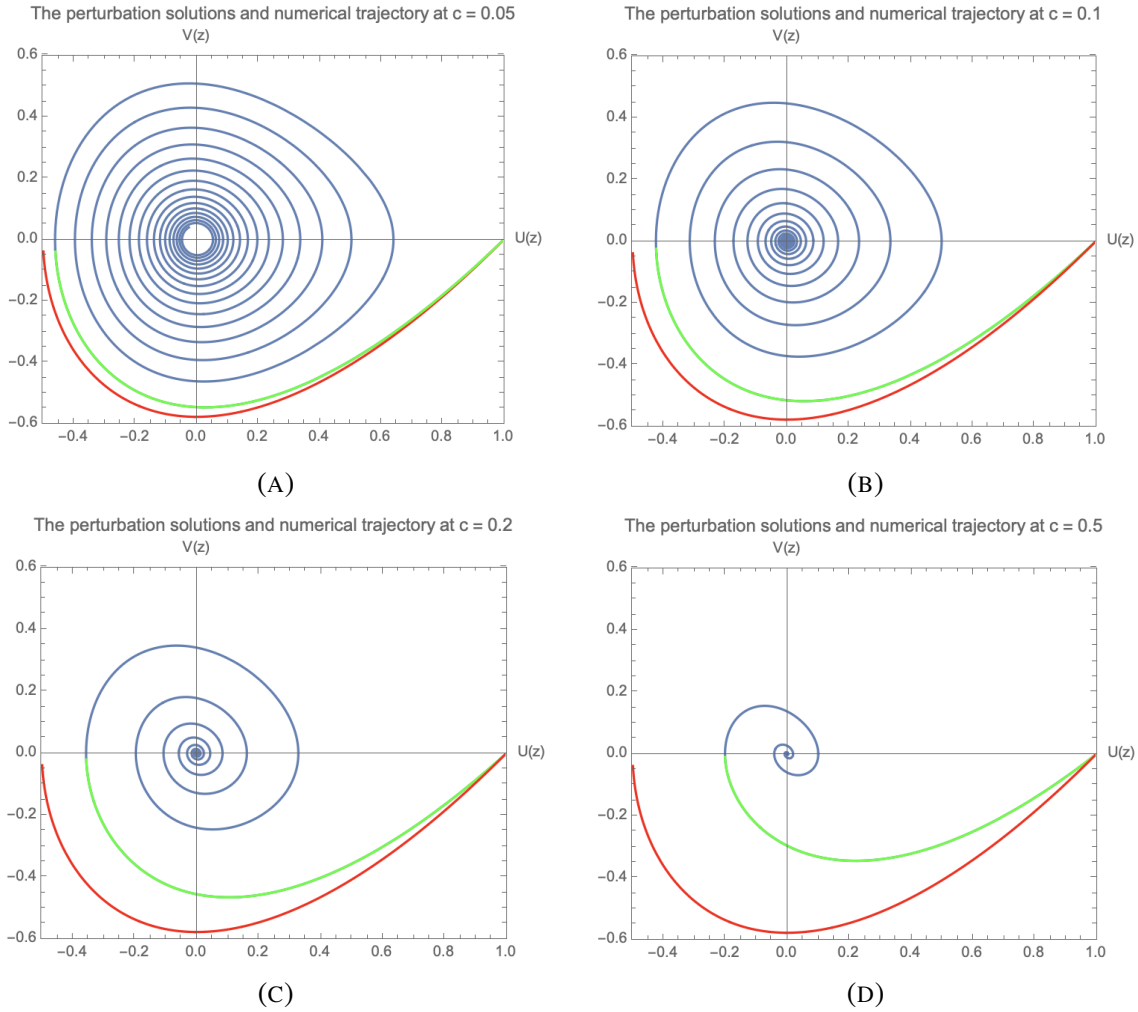 The perturbation solutions and numerical trajectory at c = 0.05
V(z)
0.6
0.4
0.2
0.0
−0.2
−0.4
−0.6
U(z)
−0.4 −0.2 0.0 0.2 0.4 0.6 0.8 1.0
(A)
The perturbation solutions and numerical trajectory at c = 0.1
V(z)
0.6
0.4
0.2
0.0
−0.2
−0.4
−0.6
U(z)
−0.4 −0.2 0.0 0.2 0.4 0.6 0.8 1.0
(B)
The perturbation solutions and numerical trajectory at c = 0.2
V(z)
0.6
0.4
0.2
0.0
−0.2
−0.4
−0.6
U(z)
−0.4 −0.2 0.0 0.2 0.4 0.6 0.8 1.0
(C)
The perturbation solutions and numerical trajectory at c = 0.5
V(z)
0.6
0.4
0.2
0.0
−0.2
−0.4
−0.6
U(z)
−0.4 −0.2 0.0 0.2 0.4 0.6 0.8 1.0
(D)